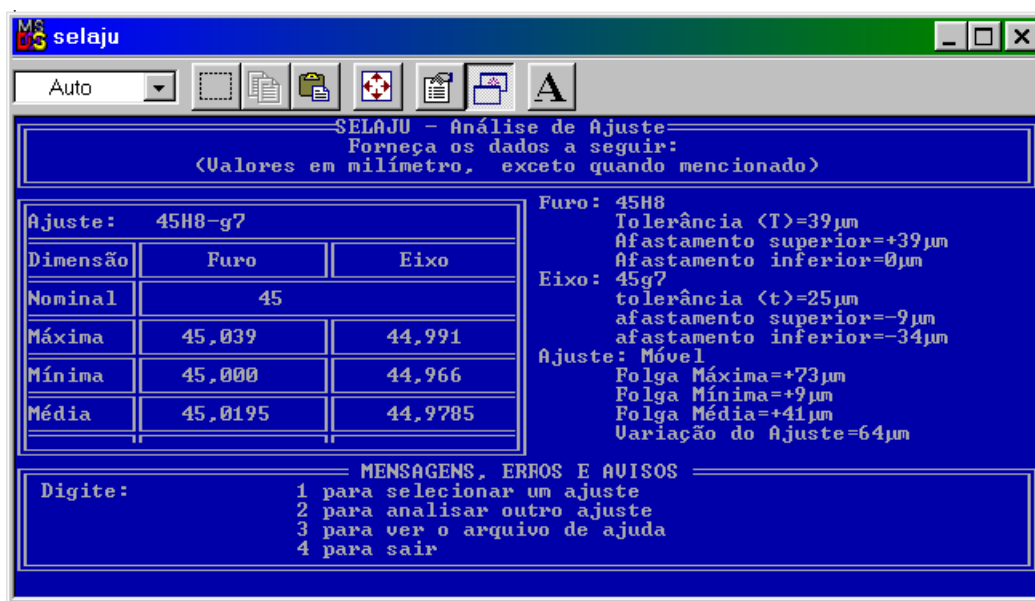 selaju
Auto
A
SELAJU - Análise de Ajuste
Forneça os dados a seguir:
(Valores em milímetro, exceto quando mencionado)
Ajuste: 45H8-g7
Dimensão Furo Eixo
Nominal 45
Máxima 45,039 44,991
Mínima 45,000 44,966
Média 45,0195 44,9785
Furo: 45H8
Tolerância (T)=39µm
Afastamento superior=+39µm
Afastamento inferior=0µm
Eixo: 45g7
tolerância (t)=25µm
afastamento superior=-9µm
afastamento inferior=-34µm
Ajuste: Móvel
Folga Máxima=+73µm
Folga Mínima=+9µm
Folga Média=+41µm
Variação do Ajuste=64µm
MENSAGENS, ERROS E AVISOS
Digite: 1 para selecionar um ajuste
2 para analisar outro ajuste
3 para ver o arquivo de ajuda
4 para sair